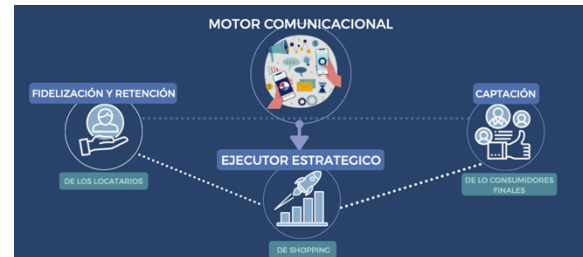 MOTOR COMUNICACIONAL
FIDELIZACIÓN Y RETENCIÓN
CAPTACIÓN
EJECUTOR ESTRATEGICO
DE LOS LOCATARIOS
DE LO CONSUMIDORES
FINALES
DE SHOPPING